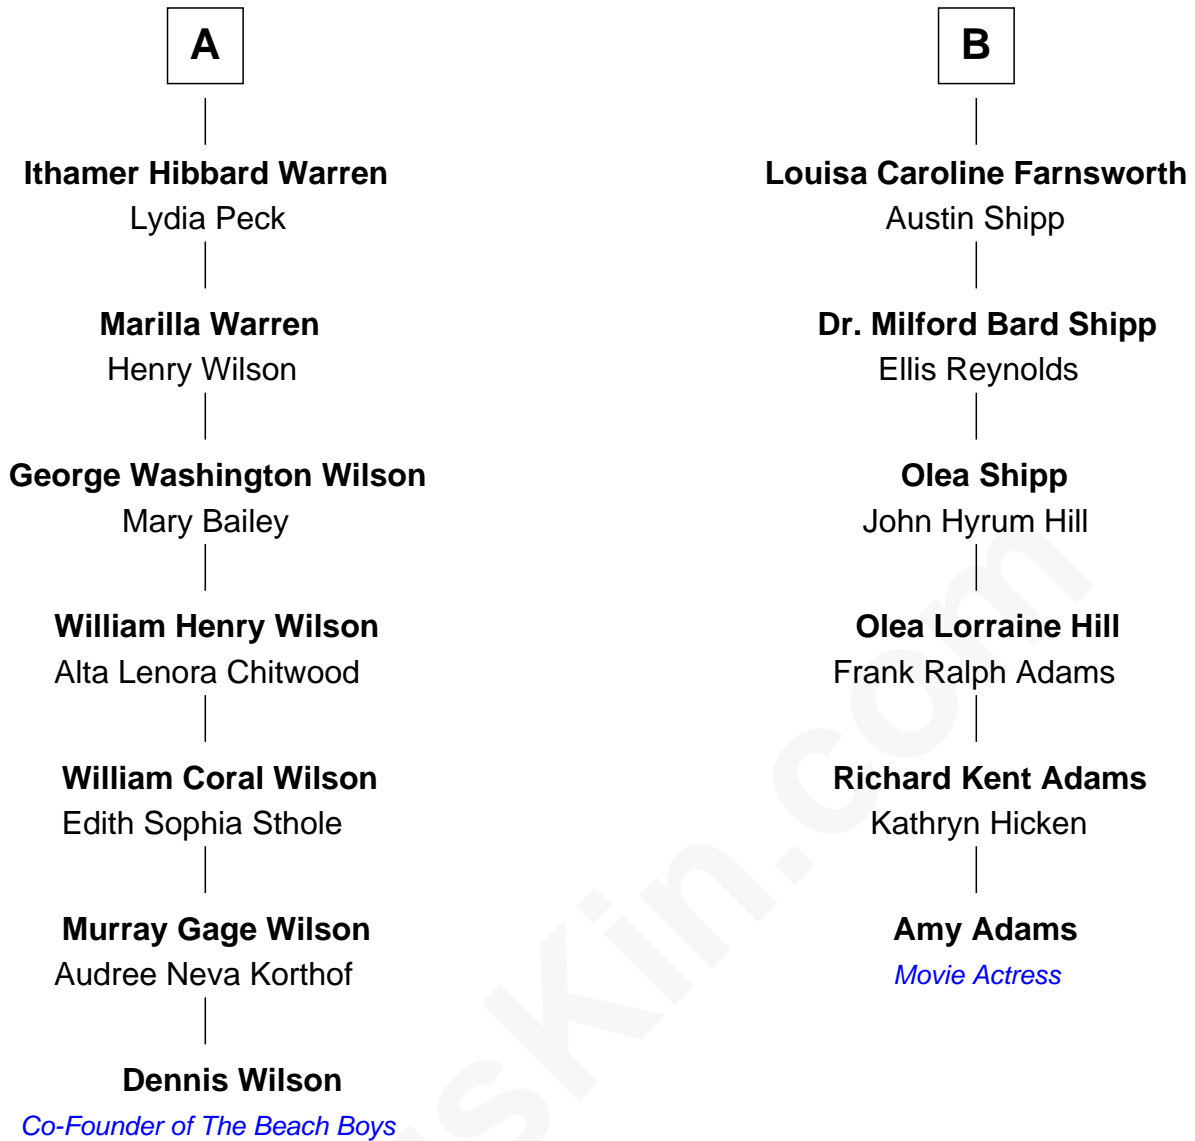 A
Ithamer Hibbard Warren
Lydia Peck
Marilla Warren
Henry Wilson
George Washington Wilson
Mary Bailey
William Henry Wilson
Alta Lenora Chitwood
William Coral Wilson
Edith Sophia Sthole
Murray Gage Wilson
Audree Neva Korthof
Dennis Wilson
Co-Founder of The Beach Boys
B
Louisa Caroline Farnsworth
Austin Shipp
Dr. Milford Bard Shipp
Ellis Reynolds
Olea Shipp
John Hyrum Hill
Olea Lorraine Hill
Frank Ralph Adams
Richard Kent Adams
Kathryn Hicken
Amy Adams
Movie Actress
sKin.com